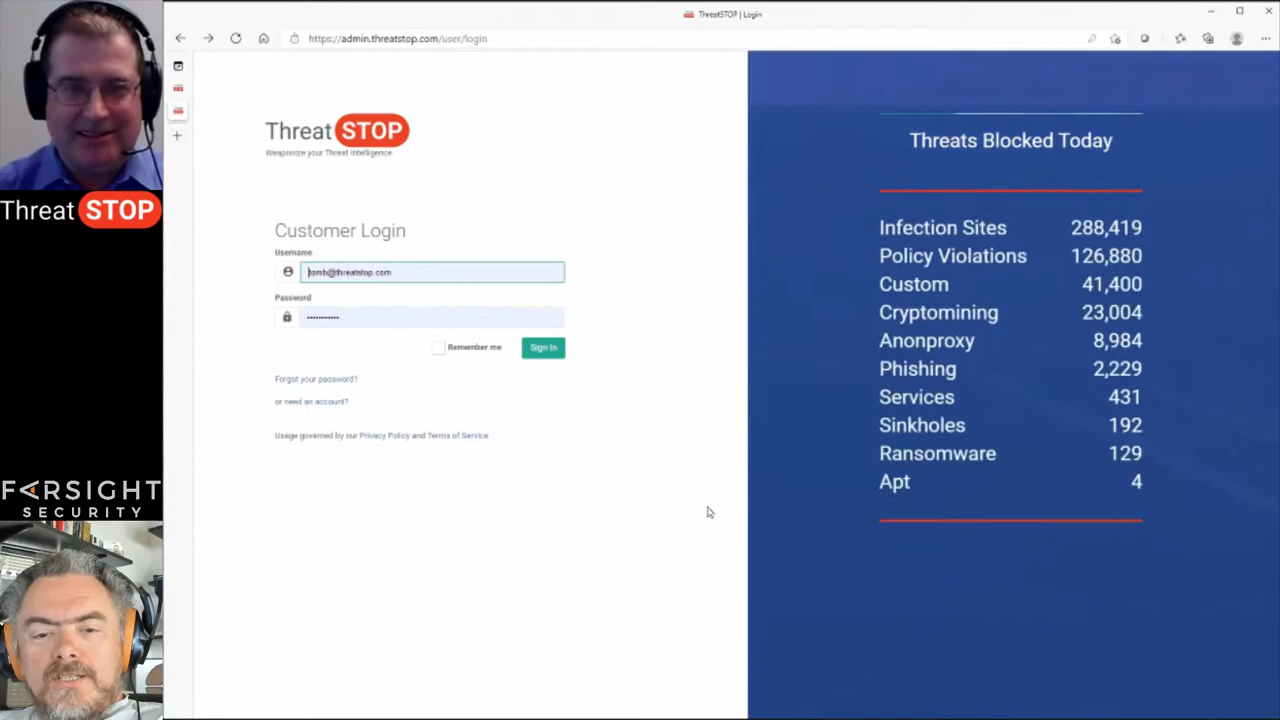 ThreatSTOP | Login
https://admin.threatstop.com/user/login
Threat STOP
FARSIGHT
SECURITY
Threat STOP
Weaponize your Threat Intelligence
Customer Login
Username
tomb@threatstop.com
Password
•••••••••••
Remember me
Sign In
Forgot your password?
or need an account?
Usage governed by our Privacy Policy and Terms of Service.
Threats Blocked Today
Infection Sites 288,419
Policy Violations 126,880
Custom 41,400
Cryptomining 23,004
Anonproxy 8,984
Phishing 2,229
Services 431
Sinkholes 192
Ransomware 129
Apt 4